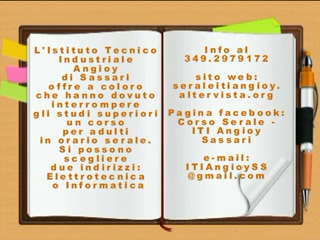 L'Istituto Tecnico
Industriale
Angioy
di Sassari
offre a coloro
che hanno dovuto
interrompere
gli studi superiori
un corso
per adulti
in orario serale.
Si possono
scegliere
due indirizzi:
Elettrotecnica
o Informatica
Info al
349.2979172
sito web:
seraleitiangioy.
altervista.org
Pagina facebook:
Corso Serale -
ITI Angioy
Sassari
e-mail:
ITIAngioySS
@gmail.com